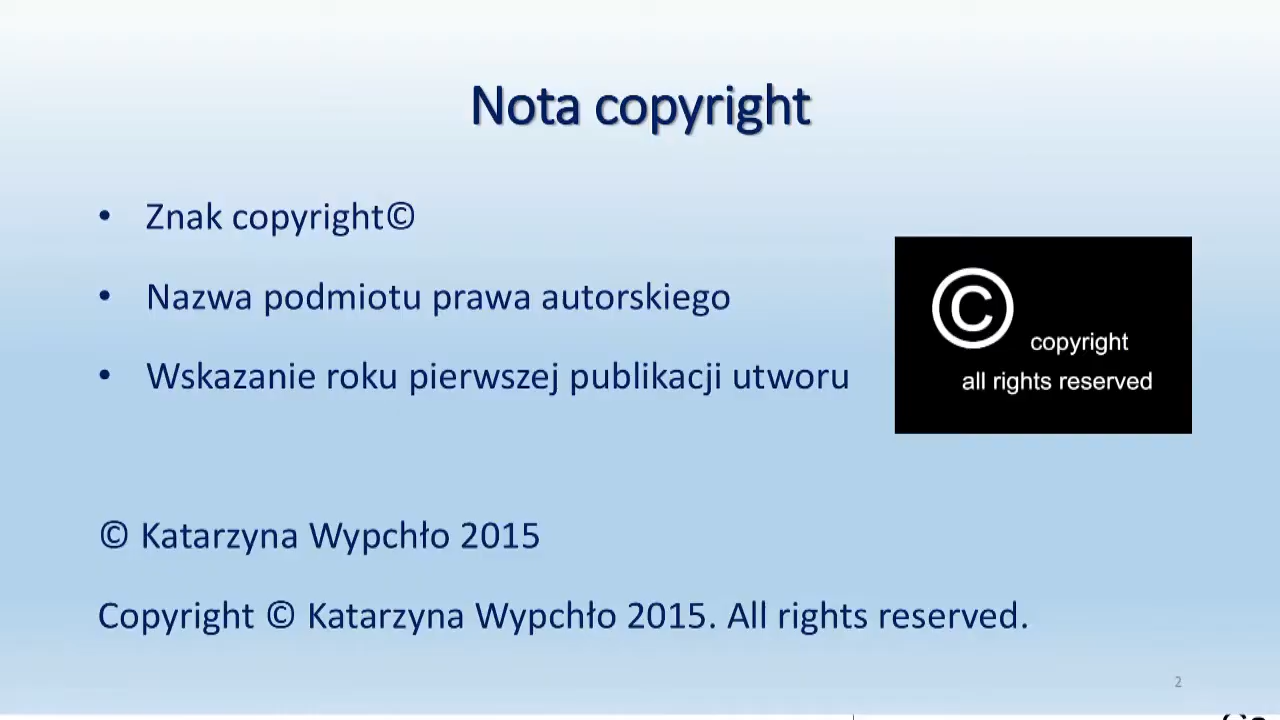 Nota copyright
• Znak copyright©
• Nazwa podmiotu prawa autorskiego
• Wskazanie roku pierwszej publikacji utworu
©
copyright
all rights reserved
© Katarzyna Wypchło 2015
Copyright © Katarzyna Wypchło 2015. All rights reserved.
2